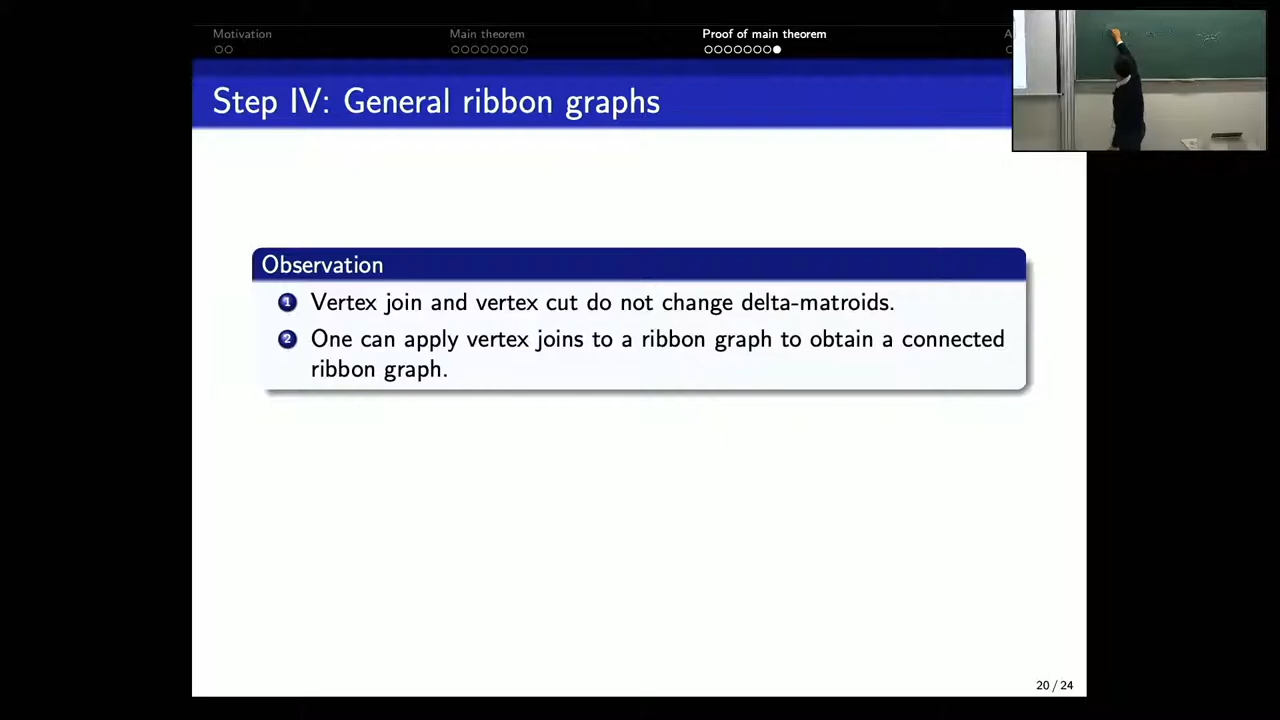 Motivation
Main theorem
Proof of main theorem
A
Step IV: General ribbon graphs
Observation
1 Vertex join and vertex cut do not change delta-matroids.
2 One can apply vertex joins to a ribbon graph to obtain a connected
ribbon graph.
20 / 24